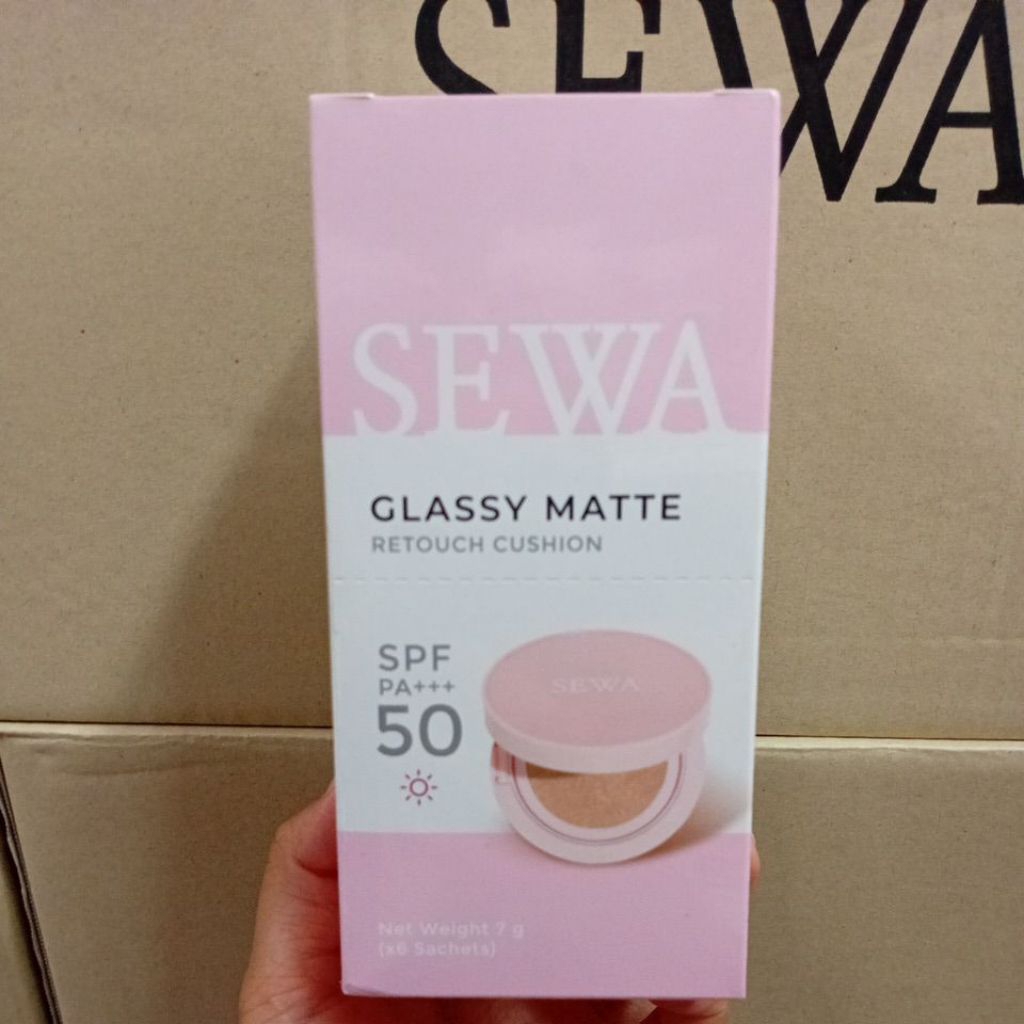 SEWA
SEWA
GLASSY MATTE
RETOUCH CUSHION
SPF
PA+++
50
SEWA
Net Weight 7 g
(x6 Sachets)